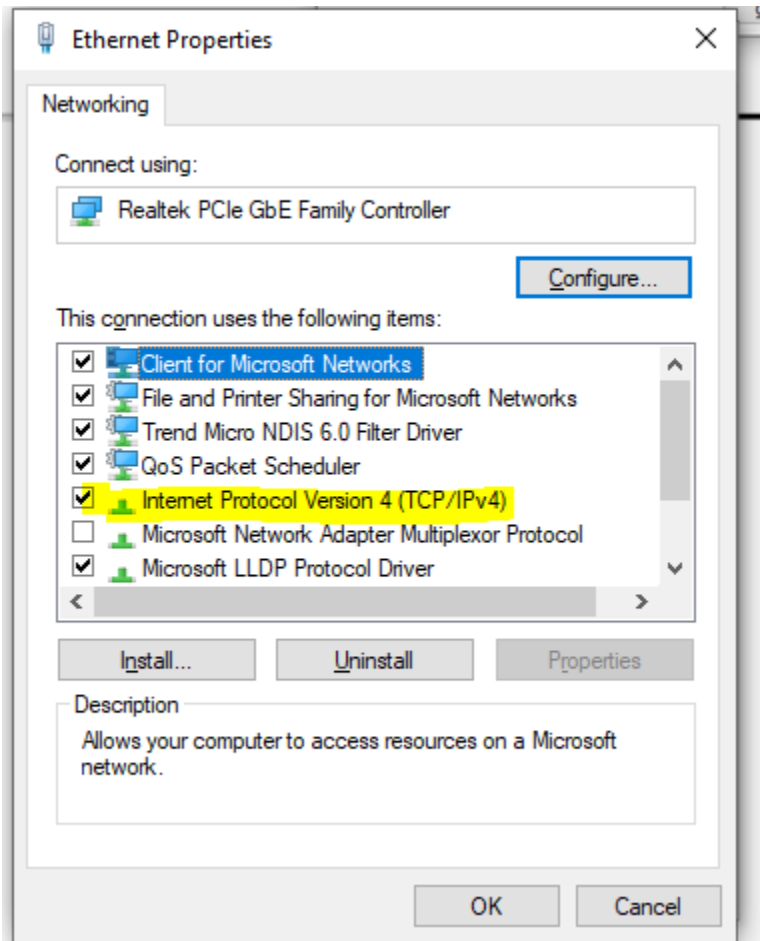 Ethernet Properties
Networking
Connect using:
Realtek PCIe GbE Family Controller
Configure...
This connection uses the following items:
Client for Microsoft Networks
File and Printer Sharing for Microsoft Networks
Trend Micro NDIS 6.0 Filter Driver
QoS Packet Scheduler
Internet Protocol Version 4 (TCP/IPv4)
Microsoft Network Adapter Multiplexor Protocol
Microsoft LLDP Protocol Driver
Install... Uninstall Properties
Description
Allows your computer to access resources on a Microsoft
network.
OK Cancel